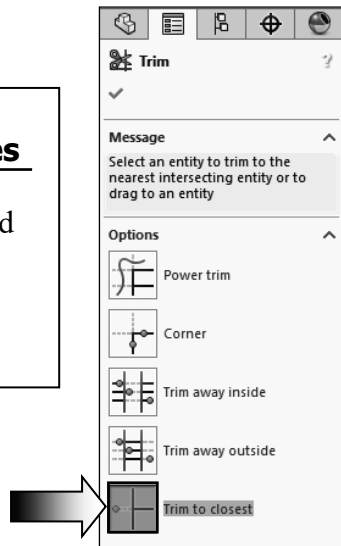 Trim
?
Message
Select an entity to trim to the
nearest intersecting entity or to
drag to an entity
Options
Power trim
Corner
Trim away inside
Trim away outside
Trim to closest
es
d